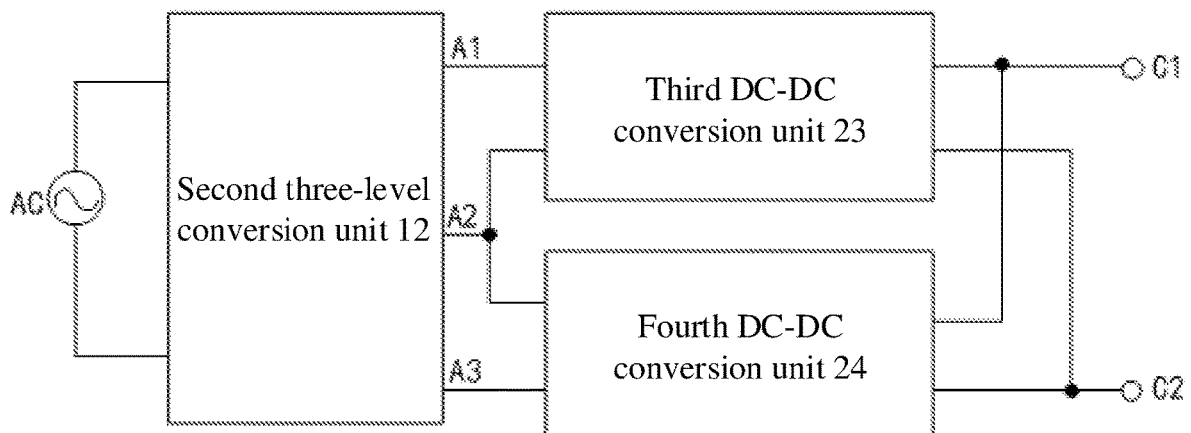 A1
Third DC-DC
conversion unit 23
C1
AC
Second three-level
conversion unit 12
A2
Fourth DC-DC
conversion unit 24
A3
C2